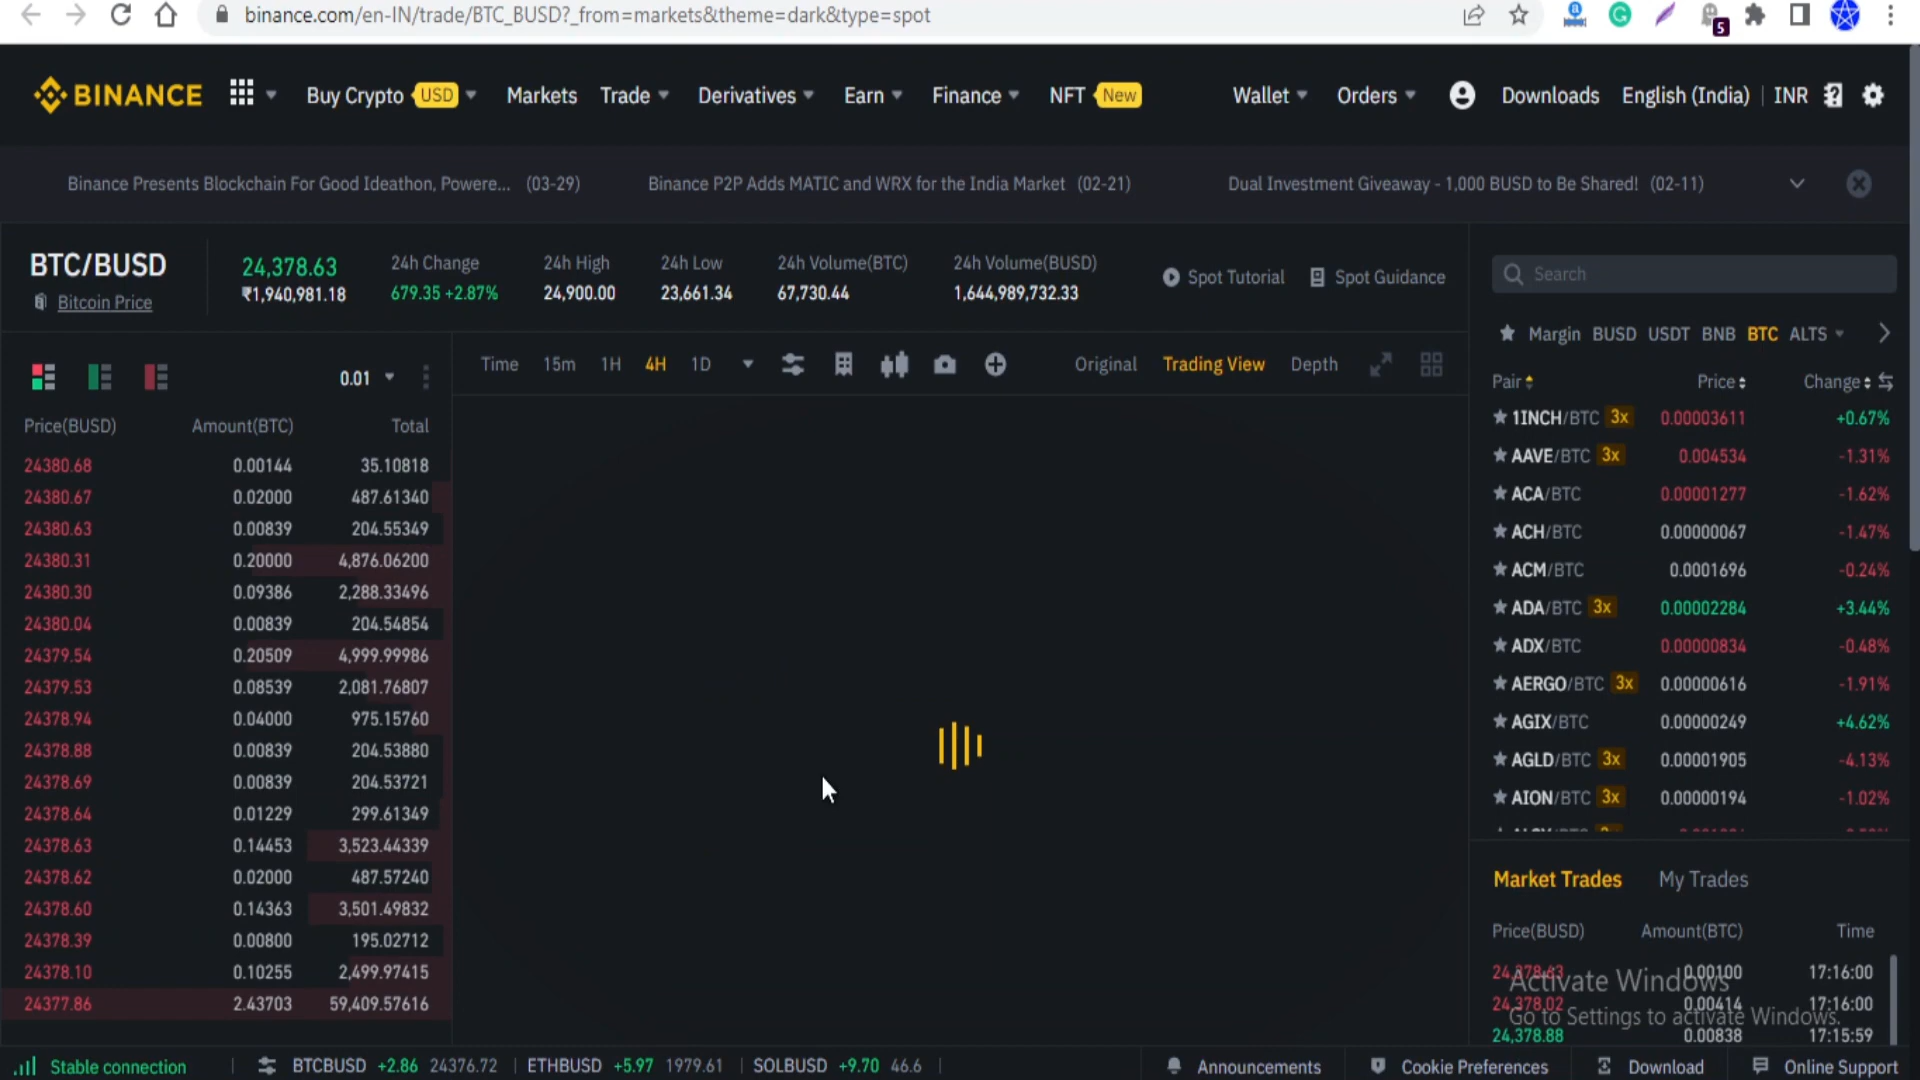 binance.com/en-IN/trade/BTC_BUSD?_from=markets&theme=dark&type=spot
5
BINANCE Buy Crypto USD Markets Trade Derivatives Earn Finance NFT New Wallet Orders Downloads English (India) INR
Binance Presents Blockchain For Good Ideathon, Powere... (03-29) Binance P2P Adds MATIC and WRX for the India Market (02-21) Dual Investment Giveaway - 1,000 BUSD to Be Shared! (02-11)
BTC/BUSD
Bitcoin Price
24,378.63
₹1,940,981.18
24h Change
679.35 +2.87%
24h High
24,900.00
24h Low
23,661.34
24h Volume(BTC)
67,730.44
24h Volume(BUSD)
1,644,989,732.33
Spot Tutorial Spot Guidance
0.01
Price(BUSD) Amount(BTC) Total
24380.68 0.00144 35.10818
24380.67 0.02000 487.61340
24380.63 0.00839 204.55349
24380.31 0.20000 4,876.06200
24380.30 0.09386 2,288.33496
24380.04 0.00839 204.54854
24379.54 0.20509 4,999.99986
24379.53 0.08539 2,081.76807
24378.94 0.04000 975.15760
24378.88 0.00839 204.53880
24378.69 0.00839 204.53721
24378.64 0.01229 299.61349
24378.63 0.14453 3,523.44339
24378.62 0.02000 487.57240
24378.60 0.14363 3,501.49832
24378.39 0.00800 195.02712
24378.10 0.10255 2,499.97415
24377.86 2.43703 59,409.57616
Time 15m 1H 4H 1D Original Trading View Depth
Search
Margin BUSD USDT BNB BTC ALTS
Pair Price Change
1INCH/BTC 3x 0.00003611 +0.67%
AAVE/BTC 3x 0.004534 -1.31%
ACA/BTC 0.00001277 -1.62%
ACH/BTC 0.00000067 -1.47%
ACM/BTC 0.0001696 -0.24%
ADA/BTC 3x 0.00002284 +3.44%
ADX/BTC 0.00000834 -0.48%
AERGO/BTC 3x 0.00000616 -1.91%
AGIX/BTC 0.00000249 +4.62%
AGLD/BTC 3x 0.00001905 -4.13%
AION/BTC 3x 0.00000194 -1.02%
Market Trades My Trades
Price(BUSD) Amount(BTC) Time
24,378.63 0.00100 17:16:00
24,378.02 0.00414 17:16:00
24,378.88 0.00838 17:15:59
Activate Windows
Go to Settings to activate Windows.
Stable connection BTCBUSD +2.86 24376.72 ETHBUSD +5.97 1979.61 SOLBUSD +9.70 46.6 Announcements Cookie Preferences Download Online Support